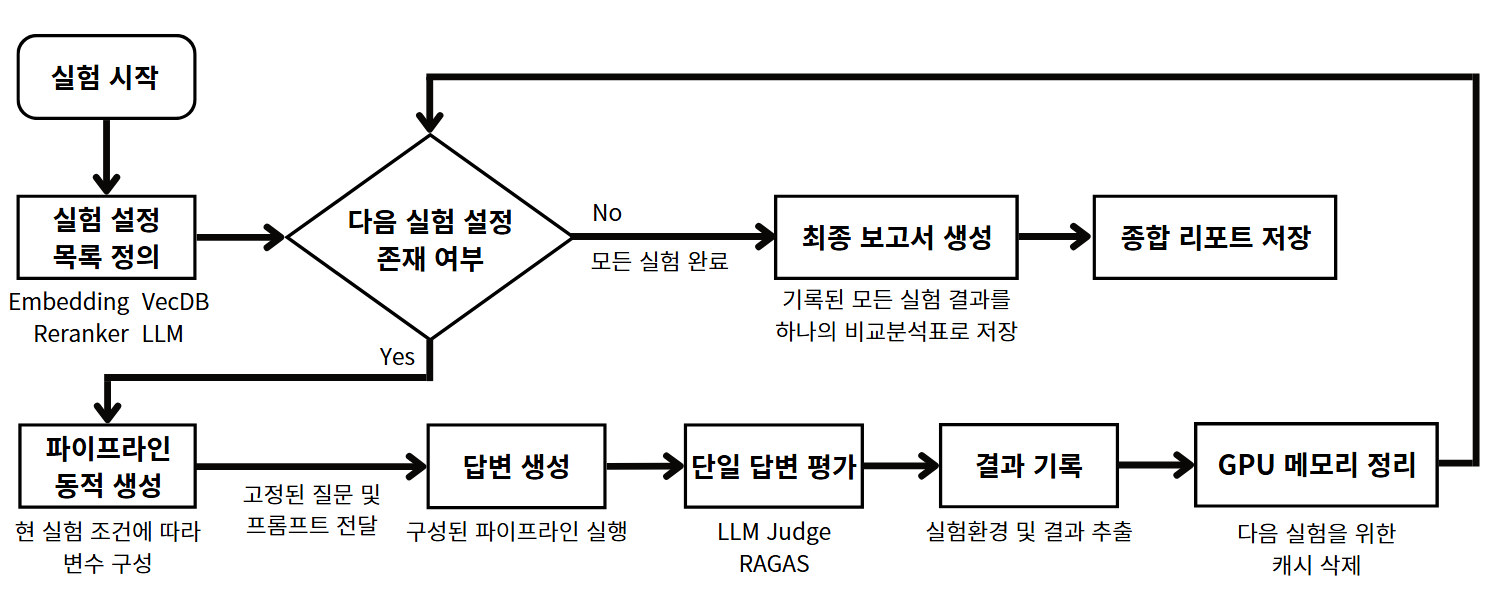 실험 시작
실험 설정
목록 정의
Embedding VecDB
Reranker LLM
다음 실험 설정
존재 여부
No
모든 실험 완료
최종 보고서 생성
기록된 모든 실험 결과를
하나의 비교분석표로 저장
종합 리포트 저장
Yes
파이프라인
동적 생성
현 실험 조건에 따라
변수 구성
고정된 질문 및
프롬프트 전달
답변 생성
구성된 파이프라인 실행
단일 답변 평가
LLM Judge
RAGAS
결과 기록
실험환경 및 결과 추출
GPU 메모리 정리
다음 실험을 위한
캐시 삭제